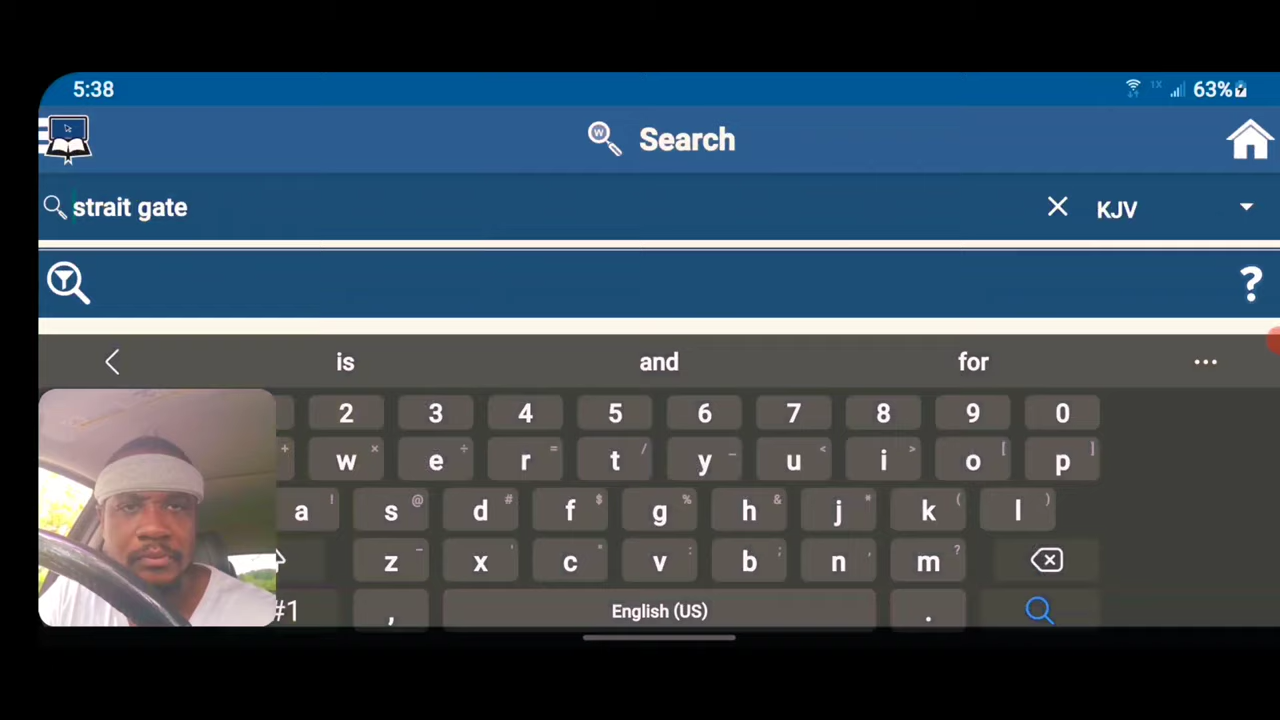 5:38 1X 63%
W Search
strait gate KJV
?
is and for ...
2 3 4 5 6 7 8 9 0
+ w × e ÷ r = t / y _ u < i > o [ p ]
a ! s @ d # f $ g % h & j * k ( l )
z - x ' c " v : b ; n , m ?
#1 , English (US) .